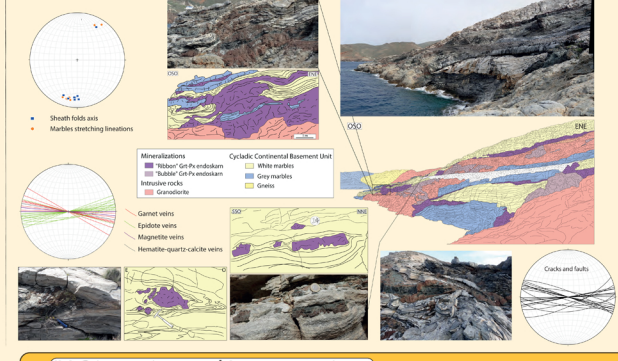 Sheath folds axis
Marbles stretching lineations
OSO
ENE
OSO
ENE
Mineralizations
"Ribbon" Grt-Px endoskarn
"Bubble" Grt-Px endoskarn
Intrusive rocks
Granodiorite
Cycladic Continental Basement Unit
White marbles
Grey marbles
Gneiss
Garnet veins
Epidote veins
Magnetite veins
Hematite-quartz-calcite veins
SSO
NNE
E
O
Cracks and faults